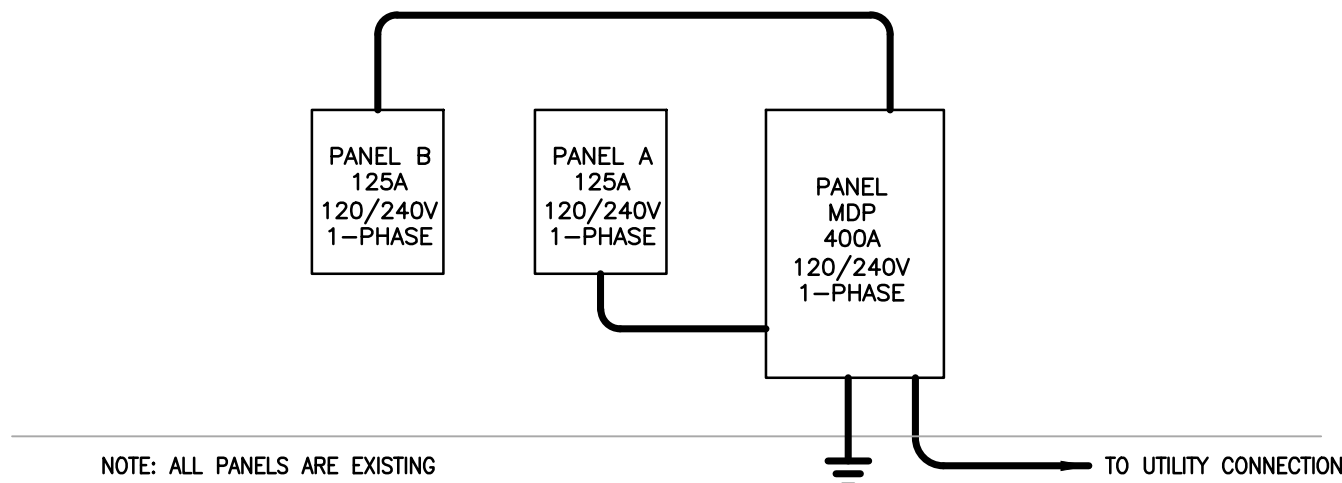 PANEL B
125A
120/240V
1-PHASE
PANEL A
125A
120/240V
1-PHASE
PANEL
MDP
400A
120/240V
1-PHASE
NOTE: ALL PANELS ARE EXISTING
TO UTILITY CONNECTION